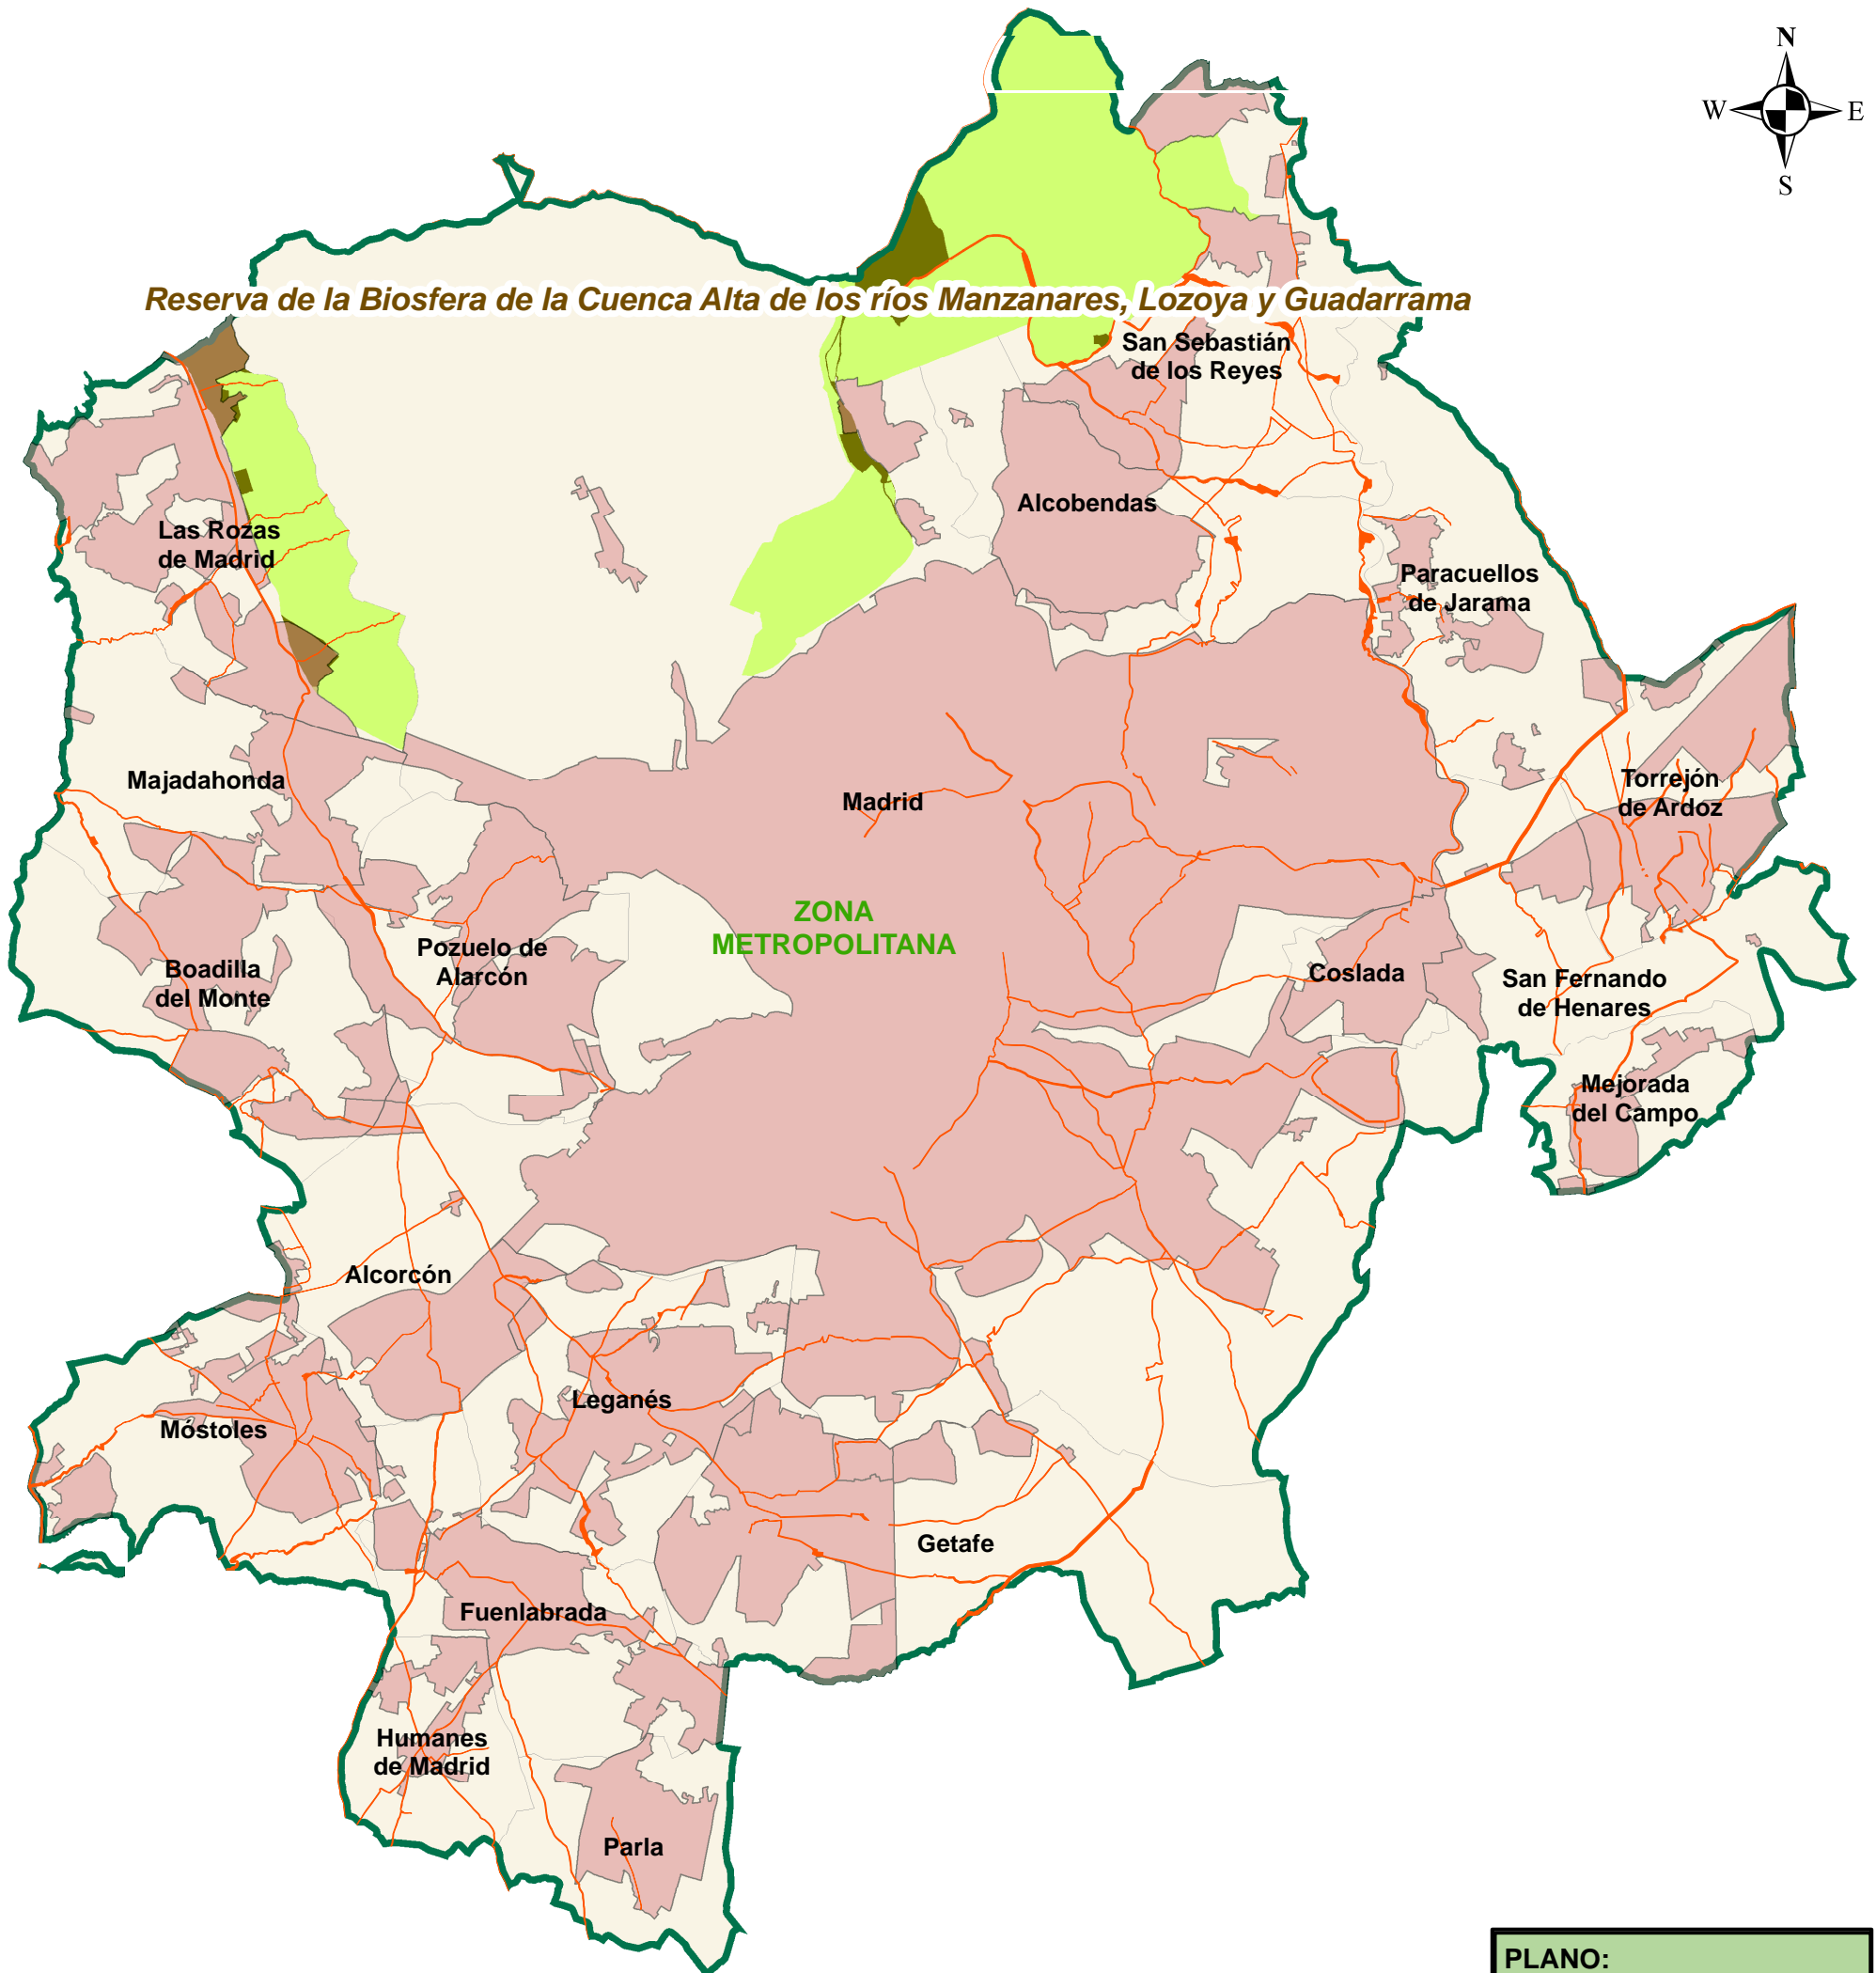 N
W E
S
Reserva de la Biosfera de la Cuenca Alta de los ríos Manzanares, Lozoya y Guadarrama
San Sebastián
de los Reyes
Alcobendas
Las Rozas
de Madrid
Paracuellos
de Jarama
Majadahonda
Madrid
Torrejón
de Ardoz
ZONA
METROPOLITANA
Pozuelo de
Alarcón
Boadilla
del Monte
Coslada
San Fernando
de Henares
Mejorada
del Campo
Alcorcón
Leganés
Móstoles
Getafe
Fuenlabrada
Humanes
de Madrid
Parla
PLANO: